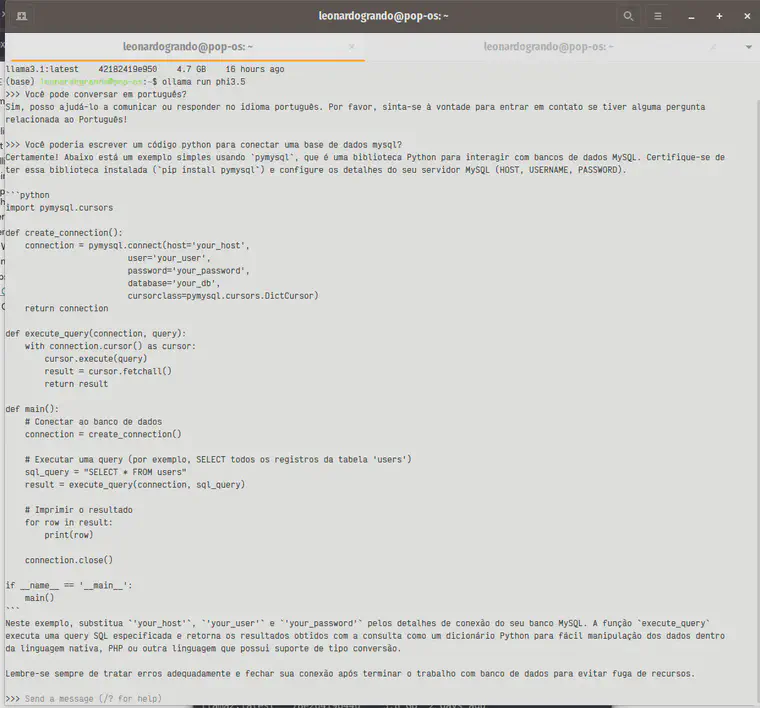 leonardogrando@pop-os: ~
leonardogrando@pop-os: ~
leonardogrando@pop-os: ~
llama3.1:latest    42182419e950    4.7 GB    16 hours ago
(base) leonardogrando@pop-os:~$ ollama run phi3.5
>>> Você pode conversar em português?
Sim, posso ajudá-lo a comunicar ou responder no idioma português. Por favor, sinta-se à vontade para entrar em contato se tiver alguma pergunta
relacionada ao Português!

>>> Você poderia escrever um código python para conectar uma base de dados mysql?
Certamente! Abaixo está um exemplo simples usando `pymysql`, que é uma biblioteca Python para interagir com bancos de dados MySQL. Certifique-se de
ter essa biblioteca instalada (`pip install pymysql`) e configure os detalhes do seu servidor MySQL (HOST, USERNAME, PASSWORD).

```python
import pymysql.cursors

def create_connection():
    connection = pymysql.connect(host='your_host',
                         user='your_user',
                         password='your_password',
                         database='your_db',
                         cursorclass=pymysql.cursors.DictCursor)
    return connection

def execute_query(connection, query):
    with connection.cursor() as cursor:
        cursor.execute(query)
        result = cursor.fetchall()
        return result

def main():
    # Conectar ao banco de dados
    connection = create_connection()

    # Executar uma query (por exemplo, SELECT todos os registros da tabela 'users')
    sql_query = "SELECT * FROM users"
    result = execute_query(connection, sql_query)

    # Imprimir o resultado
    for row in result:
        print(row)

    connection.close()

if __name__ == '__main__':
    main()
```
Neste exemplo, substitua `'your_host'`, `'your_user'` e `'your_password'` pelos detalhes de conexão do seu banco MySQL. A função `execute_query`
executa uma query SQL especificada e retorna os resultados obtidos com a consulta como um dicionário Python para fácil manipulação dos dados dentro
da linguagem nativa, PHP ou outra linguagem que possui suporte de tipo conversão.

Lembre-se sempre de tratar erros adequadamente e fechar sua conexão após terminar o trabalho com banco de dados para evitar fuga de recursos.

>>> Send a message (/? for help)